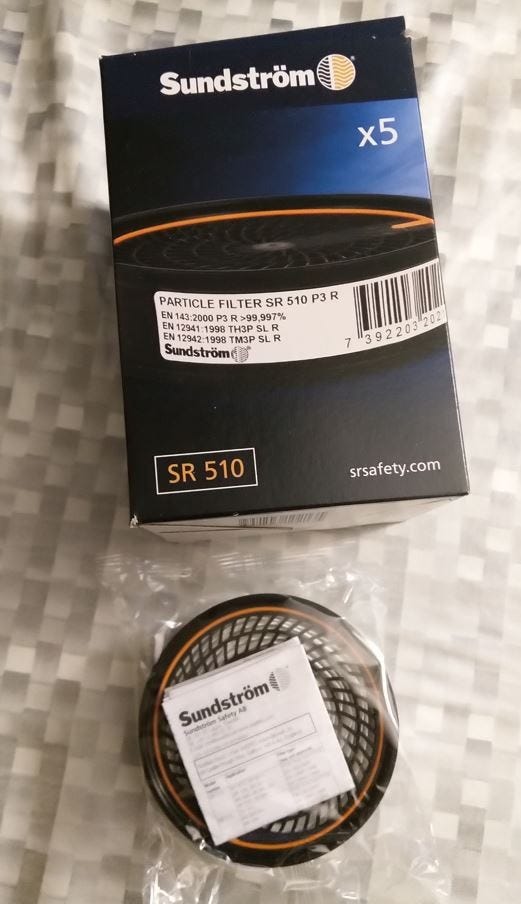 Sundström
x5
PARTICLE FILTER SR 510 P3 R
EN 143:2000 P3 R >99,997%
EN 12941:1998 TH3P SL R
EN 12942:1998 TM3P SL R
Sundström
7 392203 202
SR 510
srsafety.com
Sundström
Sundström Safety AB